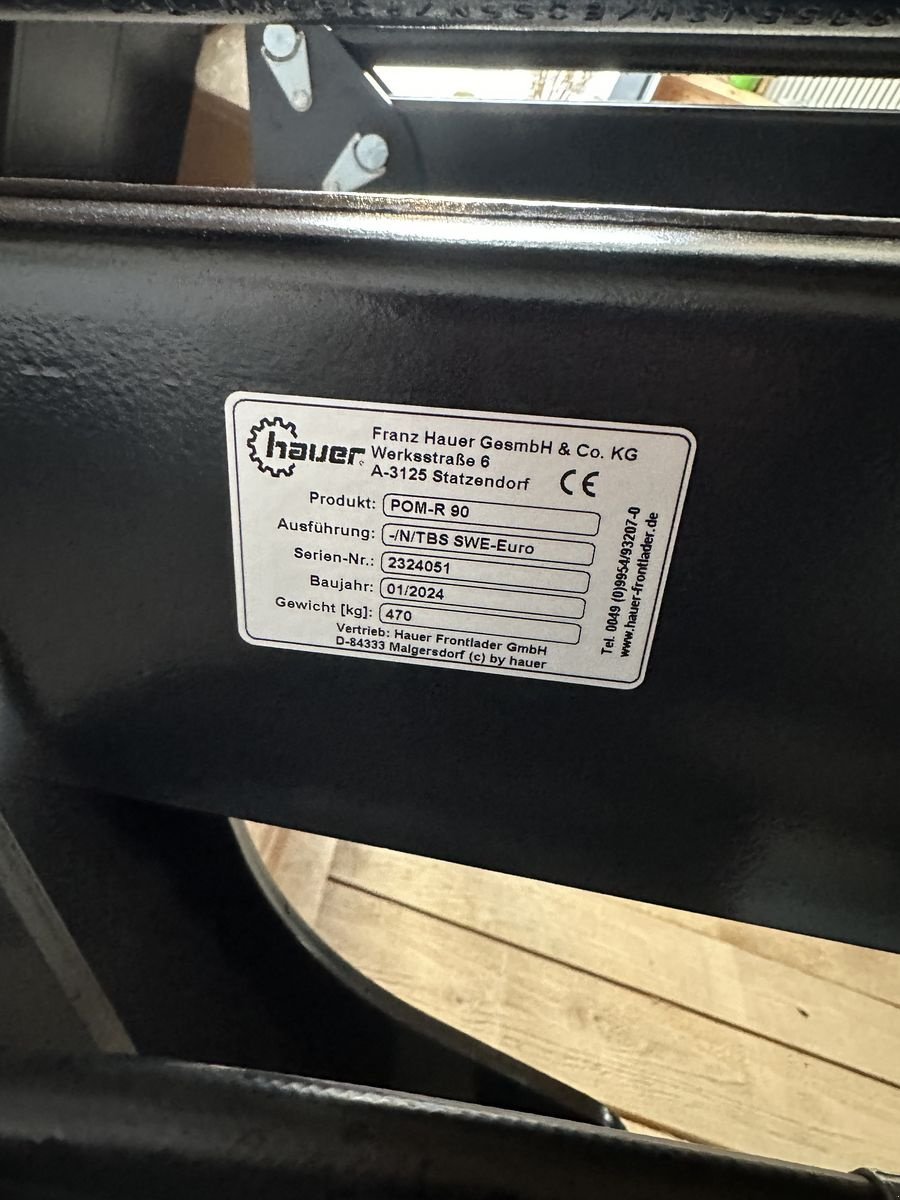 hauer
Franz Hauer GesmbH & Co. KG
Werksstraße 6
A-3125 Statzendorf
CE
Produkt: POM-R 90
Ausführung: -/N/TBS SWE-Euro
Serien-Nr.: 2324051
Baujahr: 01/2024
Gewicht [kg]: 470
Vertrieb: Hauer Frontlader GmbH
D-84333 Malgersdorf (c) by hauer
Tel. 0049 (0)9954/93207-0
www.hauer-frontlader.de